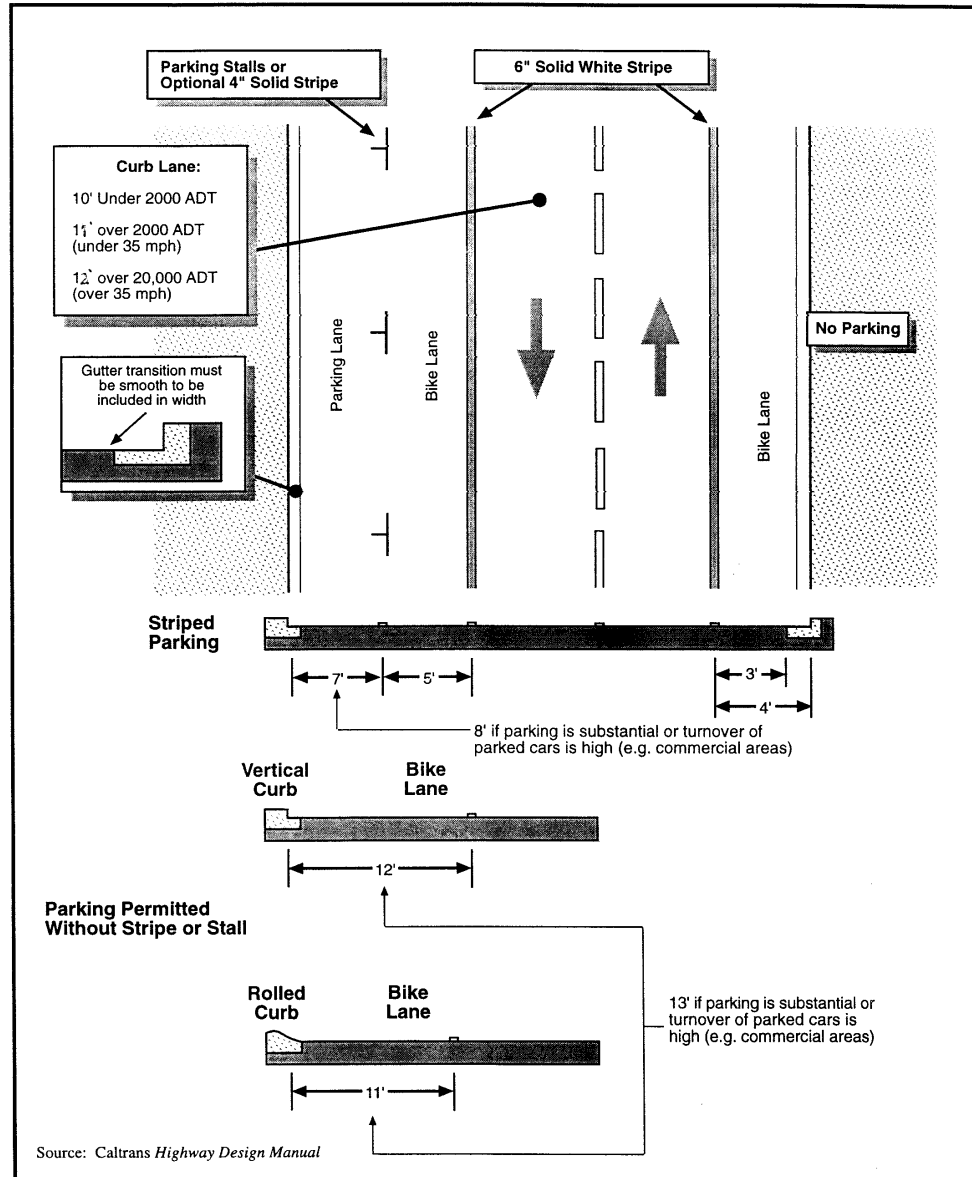 Parking Stalls or
Optional 4" Solid Stripe
6" Solid White Stripe
Curb Lane:
10' Under 2000 ADT
11' over 2000 ADT
(under 35 mph)
12' over 20,000 ADT
(over 35 mph)
Gutter transition must
be smooth to be
included in width
Parking Lane
Bike Lane
Bike Lane
No Parking
Striped
Parking
7'
5'
3'
4'
8' if parking is substantial or turnover of
parked cars is high (e.g. commercial areas)
Vertical
Curb
Bike
Lane
12'
Parking Permitted
Without Stripe or Stall
Rolled
Curb
Bike
Lane
11'
13' if parking is substantial or
turnover of parked cars is
high (e.g. commercial areas)
Source: Caltrans Highway Design Manual